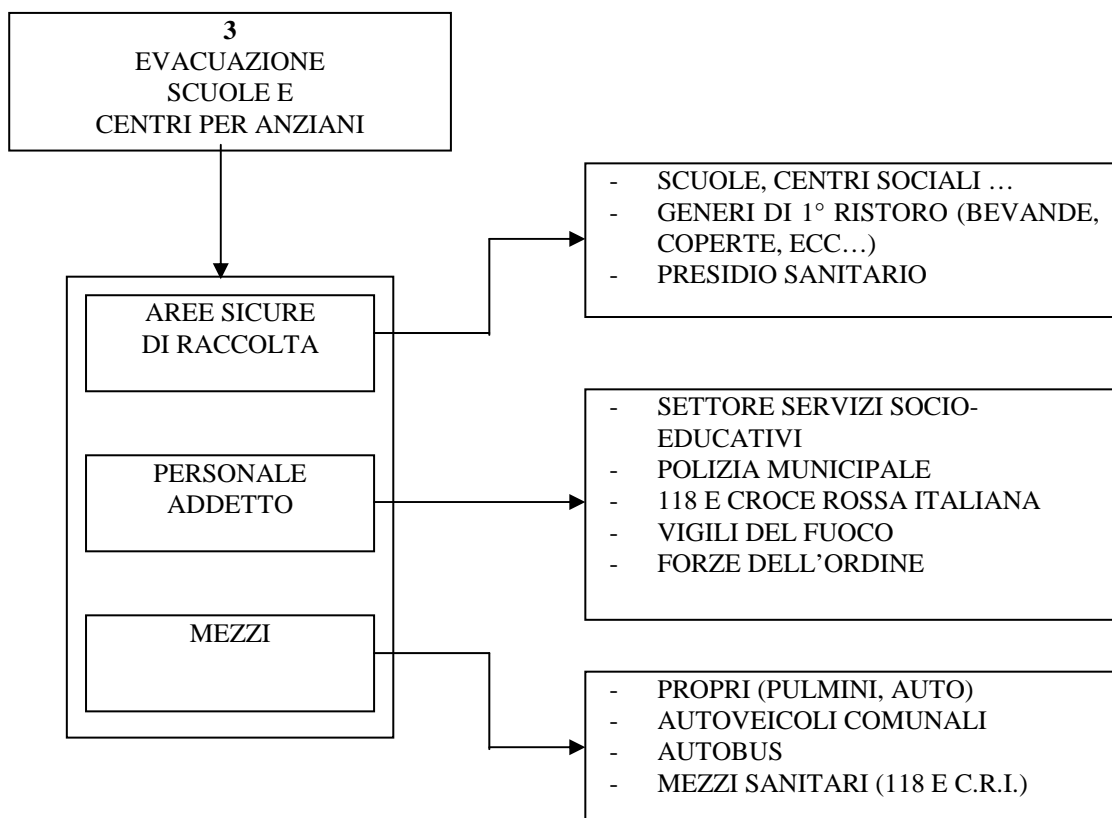 3
EVACUAZIONE
SCUOLE E
CENTRI PER ANZIANI
- SCUOLE, CENTRI SOCIALI …
- GENERI DI 1° RISTORO (BEVANDE,
COPERTE, ECC…)
- PRESIDIO SANITARIO
AREE SICURE
DI RACCOLTA
- SETTORE SERVIZI SOCIO-
EDUCATIVI
- POLIZIA MUNICIPALE
- 118 E CROCE ROSSA ITALIANA
- VIGILI DEL FUOCO
- FORZE DELL’ORDINE
PERSONALE
ADDETTO
MEZZI
- PROPRI (PULMINI, AUTO)
- AUTOVEICOLI COMUNALI
- AUTOBUS
- MEZZI SANITARI (118 E C.R.I.)